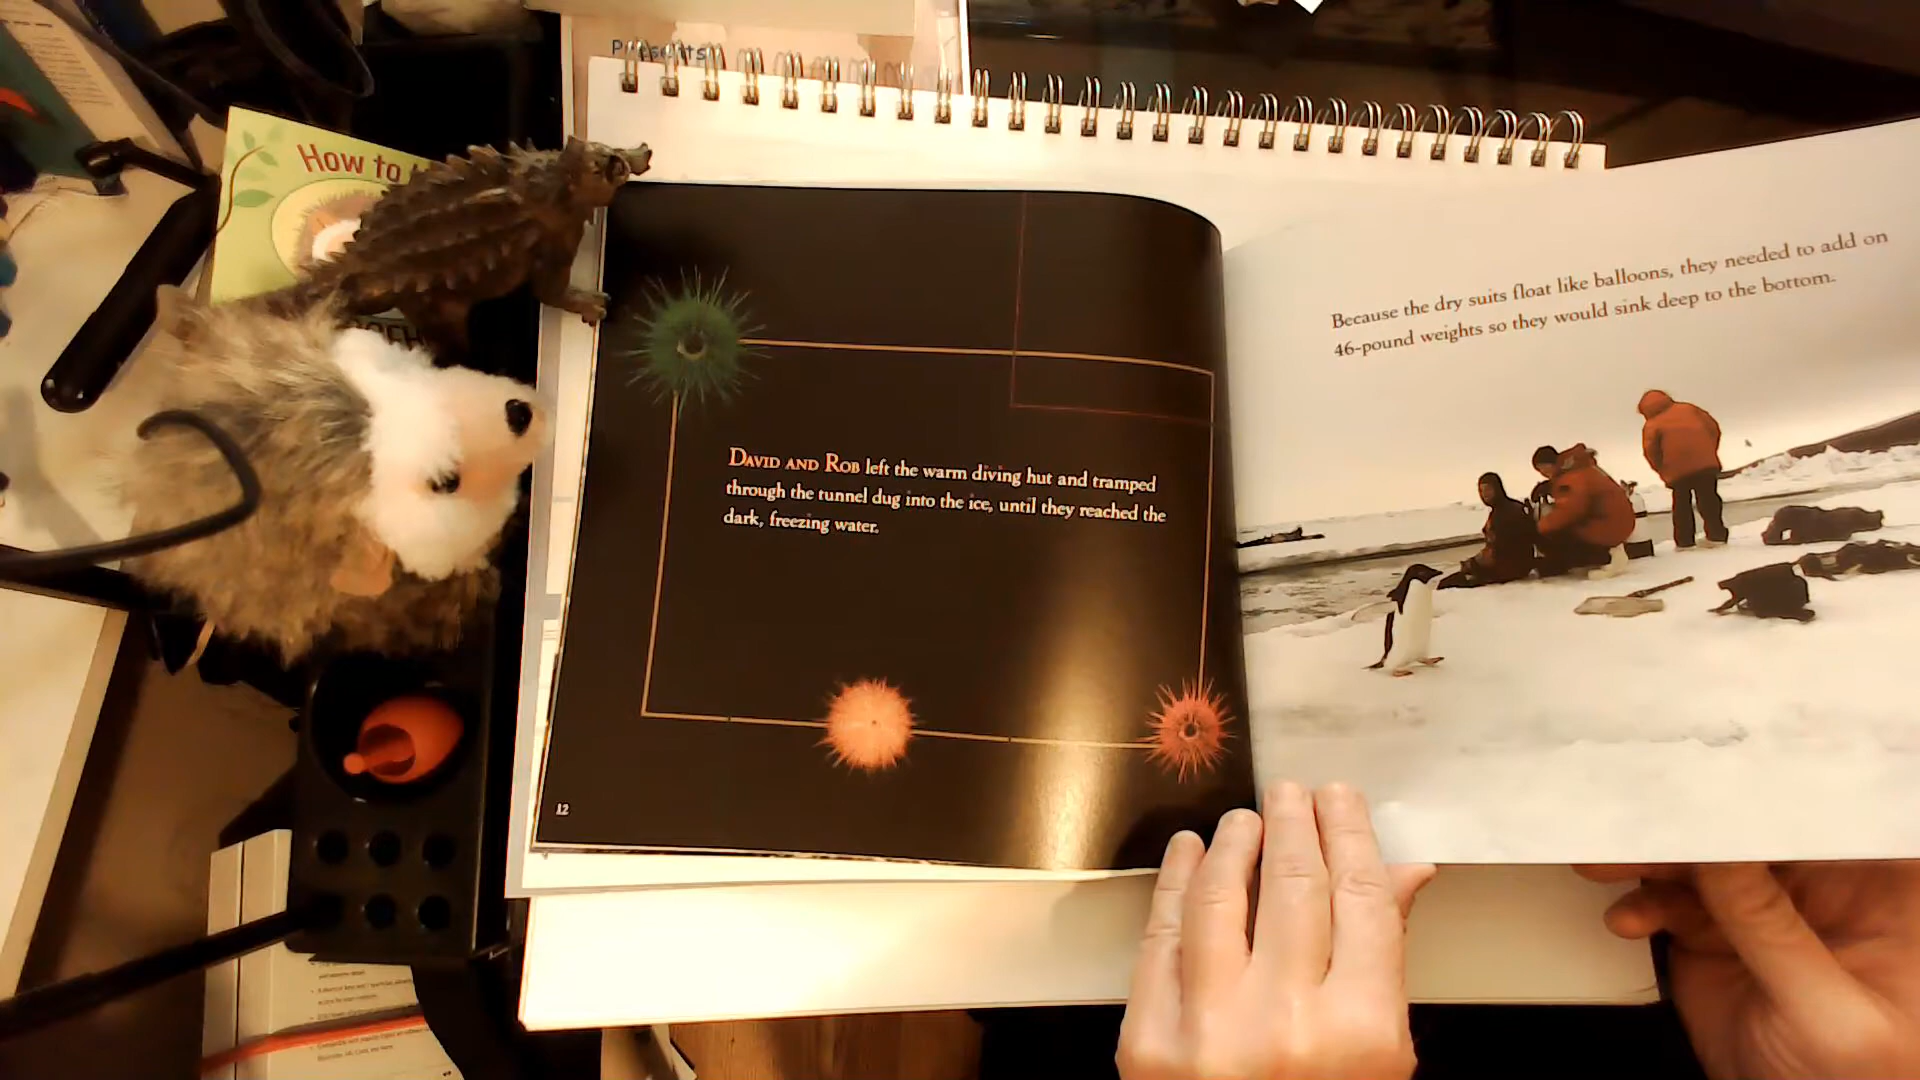 Presents
How to
DAVID AND ROB left the warm diving hut and tramped
through the tunnel dug into the ice, until they reached the
dark, freezing water.
12
Because the dry suits float like balloons, they needed to add on
46-pound weights so they would sink deep to the bottom.